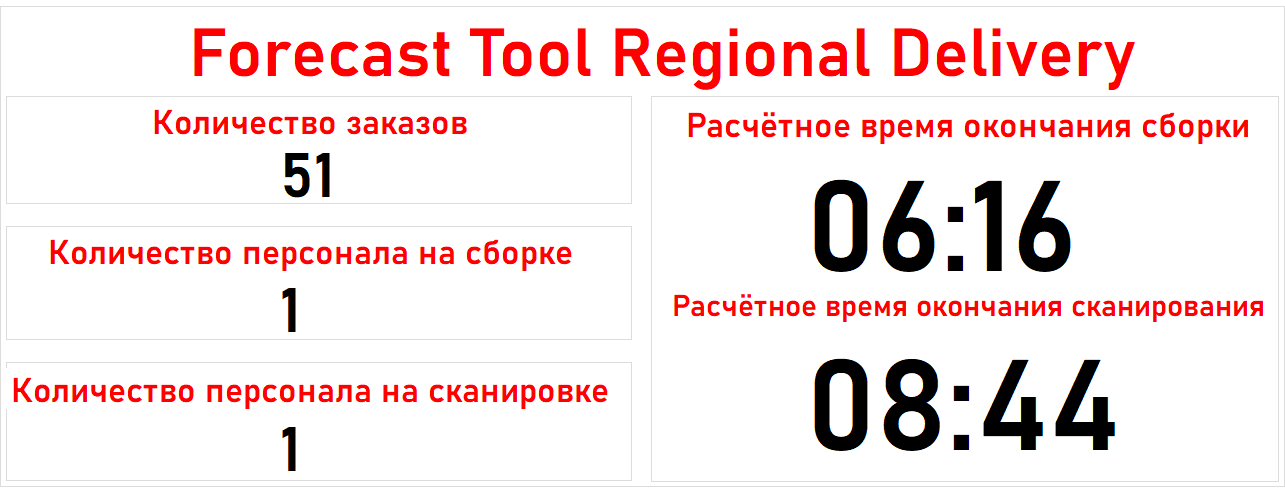 Forecast Tool Regional Delivery
Количество заказов
51
Количество персонала на сборке
1
Количество персонала на сканировке
1
Расчётное время окончания сборки
06:16
Расчётное время окончания сканирования
08:44